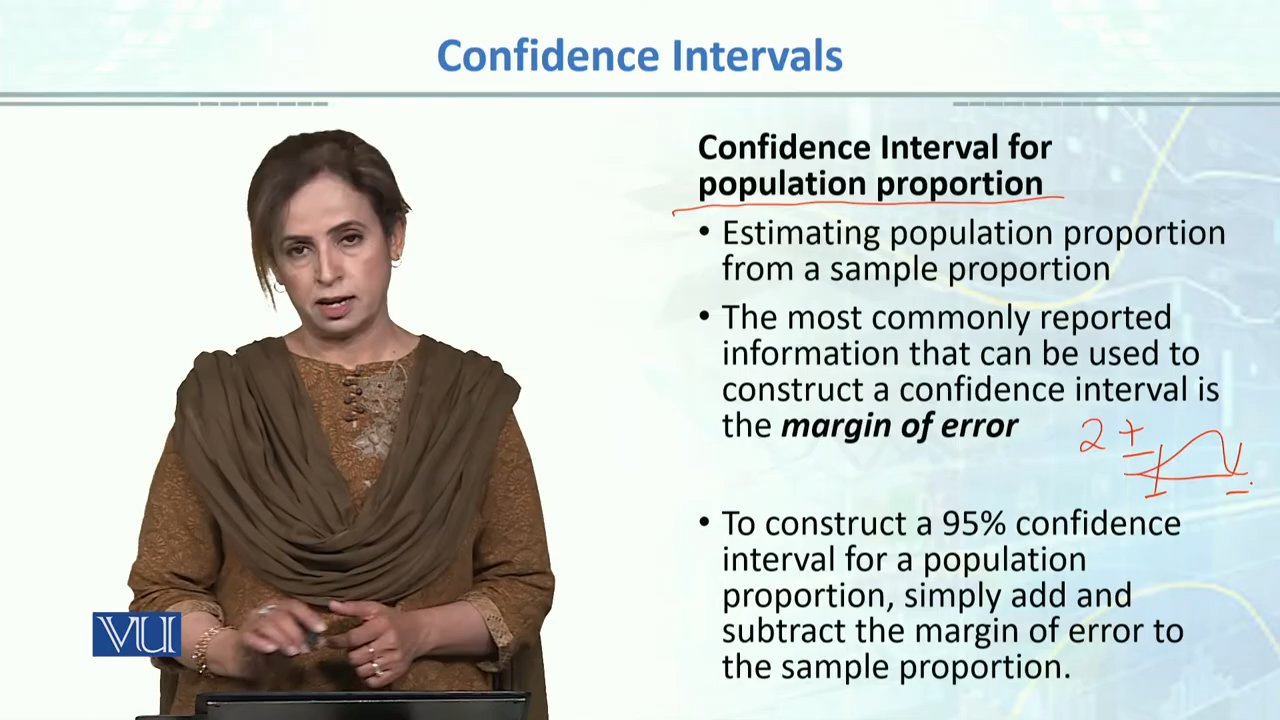 Confidence Intervals
Confidence Interval for
population proportion
• Estimating population proportion
from a sample proportion
• The most commonly reported
information that can be used to
construct a confidence interval is
the margin of error
2 ±
• To construct a 95% confidence
interval for a population
proportion, simply add and
subtract the margin of error to
the sample proportion.
VU